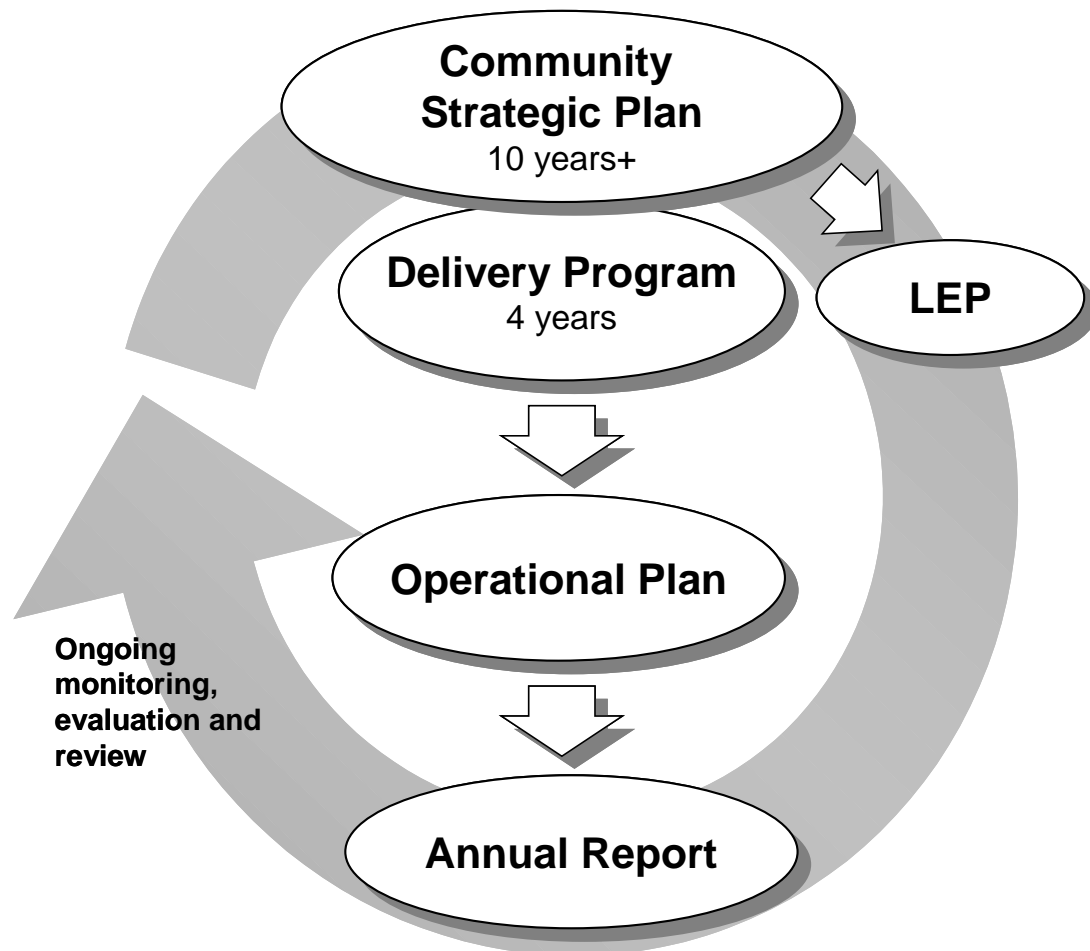 Community
Strategic Plan
10 years+
Delivery Program
4 years
LEP
Operational Plan
Ongoing
monitoring,
evaluation and
review
Annual Report